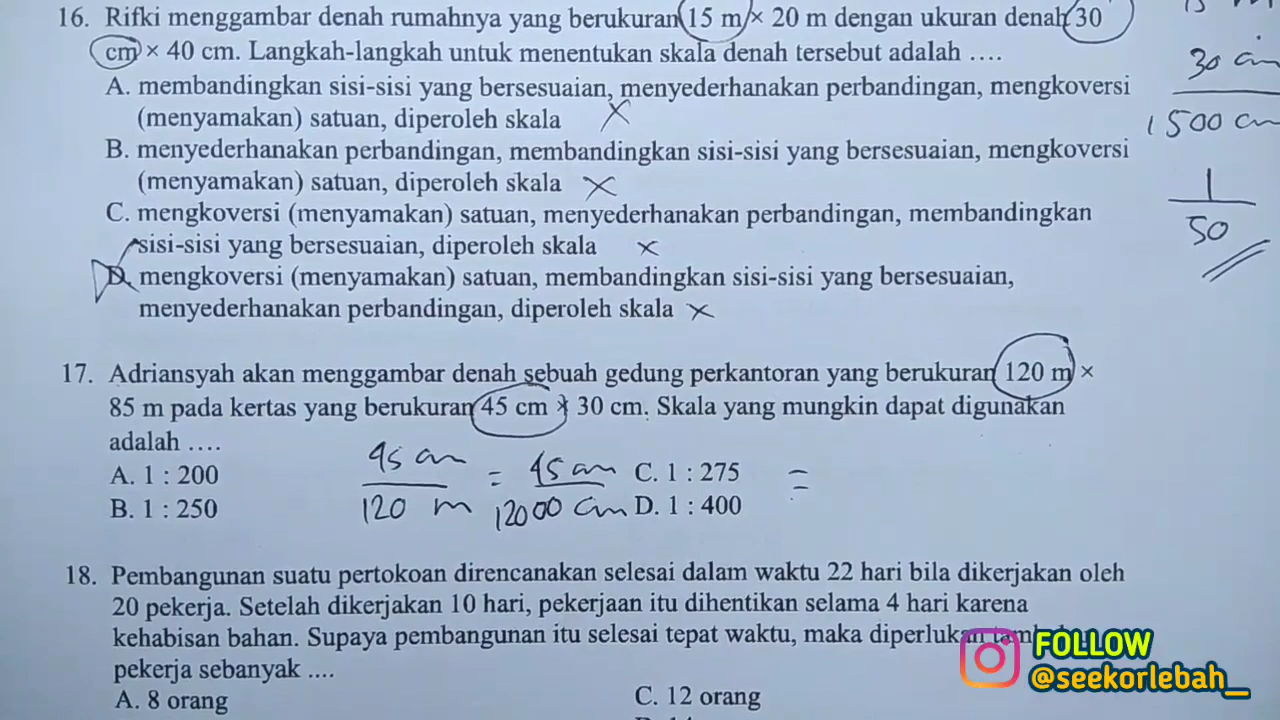 16. Rifki menggambar denah rumahnya yang berukuran 15 m × 20 m dengan ukuran denah 30
cm × 40 cm. Langkah-langkah untuk menentukan skala denah tersebut adalah ….
A. membandingkan sisi-sisi yang bersesuaian, menyederhanakan perbandingan, mengkoversi
(menyamakan) satuan, diperoleh skala
B. menyederhanakan perbandingan, membandingkan sisi-sisi yang bersesuaian, mengkoversi
(menyamakan) satuan, diperoleh skala
C. mengkoversi (menyamakan) satuan, menyederhanakan perbandingan, membandingkan
sisi-sisi yang bersesuaian, diperoleh skala
D. mengkoversi (menyamakan) satuan, membandingkan sisi-sisi yang bersesuaian,
menyederhanakan perbandingan, diperoleh skala
30 cm
1500 cm
1
50
17. Adriansyah akan menggambar denah sebuah gedung perkantoran yang berukuran 120 m ×
85 m pada kertas yang berukuran 45 cm × 30 cm. Skala yang mungkin dapat digunakan
adalah ….
A. 1 : 200
B. 1 : 250
45 cm = 45 cm
120 m 12000 cm
C. 1 : 275 =
D. 1 : 400
18. Pembangunan suatu pertokoan direncanakan selesai dalam waktu 22 hari bila dikerjakan oleh
20 pekerja. Setelah dikerjakan 10 hari, pekerjaan itu dihentikan selama 4 hari karena
kehabisan bahan. Supaya pembangunan itu selesai tepat waktu, maka diperlukan
pekerja sebanyak ....
A. 8 orang
C. 12 orang
FOLLOW
@seekorlebah_